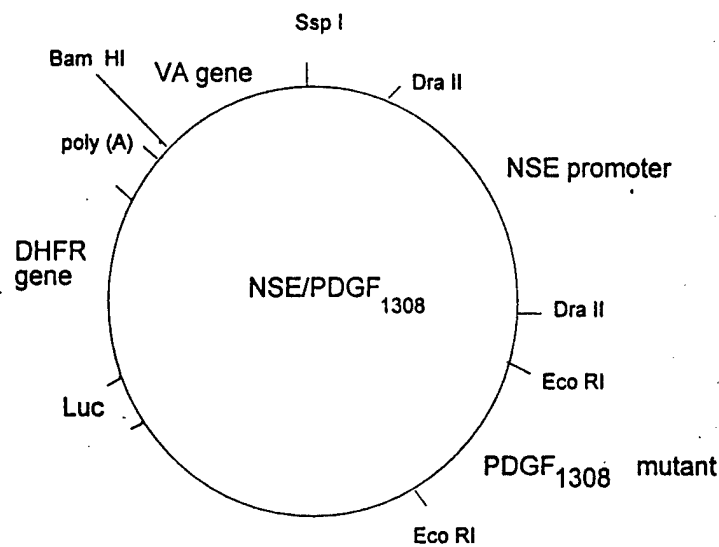 Ssp I
Bam HI
VA gene
Dra II
poly (A)
NSE promoter
DHFR
gene
NSE/PDGF1308
Dra II
Eco RI
Luc
PDGF1308 mutant
Eco RI